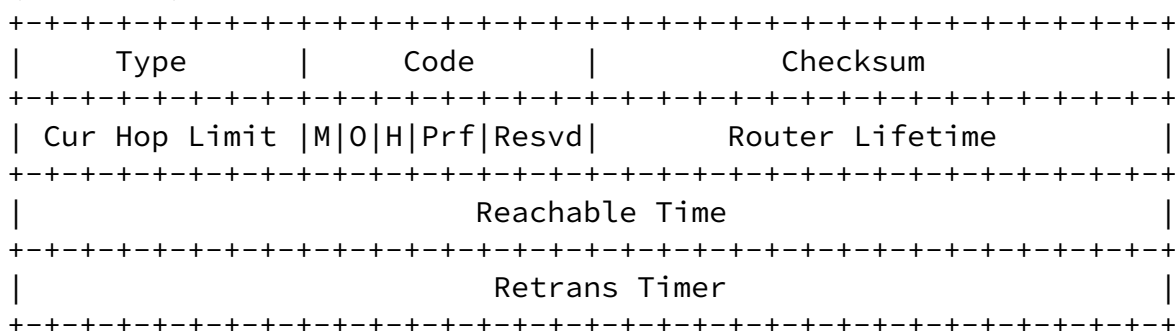 +-+-+-+-+-+-+-+-+-+-+-+-+-+-+-+-+-+-+-+-+-+-+-+-+-+-+-+-+-+-+-+-+
|     Type      |     Code      |          Checksum             |
+-+-+-+-+-+-+-+-+-+-+-+-+-+-+-+-+-+-+-+-+-+-+-+-+-+-+-+-+-+-+-+-+
| Cur Hop Limit |M|O|H|Prf|Resvd|       Router Lifetime         |
+-+-+-+-+-+-+-+-+-+-+-+-+-+-+-+-+-+-+-+-+-+-+-+-+-+-+-+-+-+-+-+-+
|                         Reachable Time                        |
+-+-+-+-+-+-+-+-+-+-+-+-+-+-+-+-+-+-+-+-+-+-+-+-+-+-+-+-+-+-+-+-+
|                          Retrans Timer                        |
+-+-+-+-+-+-+-+-+-+-+-+-+-+-+-+-+-+-+-+-+-+-+-+-+-+-+-+-+-+-+-+-+